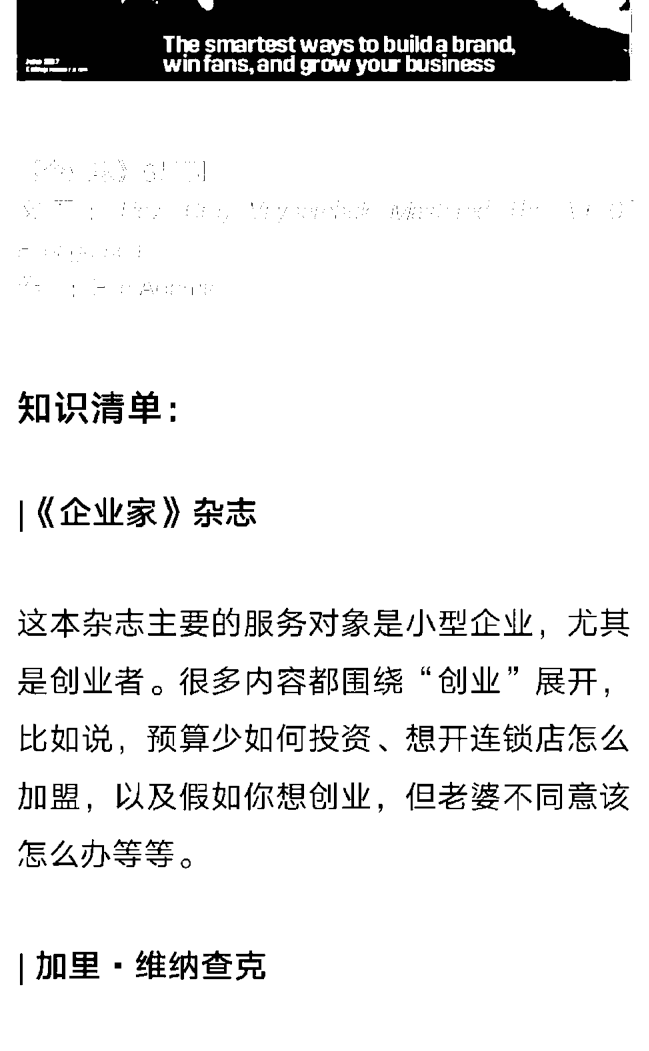 The smartest ways to build a brand,
win fans, and grow your business
知识清单：
|《企业家》杂志
这本杂志主要的服务对象是小型企业，尤其
是创业者。很多内容都围绕“创业”展开，
比如说，预算少如何投资、想开连锁店怎么
加盟，以及假如你想创业，但老婆不同意该
怎么办等等。
| 加里·维纳查克